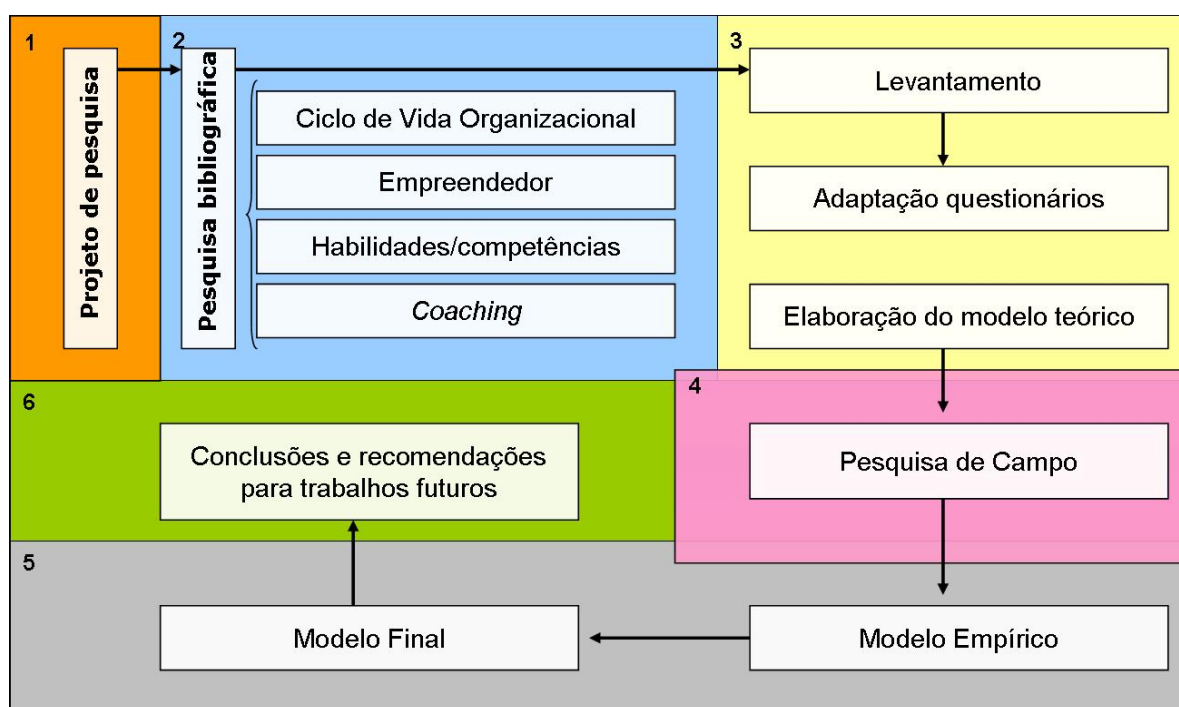 1
Projeto de pesquisa
2
Pesquisa bibliográfica
Ciclo de Vida Organizacional
Empreendedor
Habilidades/competências
Coaching
3
Levantamento
Adaptação questionários
Elaboração do modelo teórico
4
Pesquisa de Campo
5
Modelo Empírico
Modelo Final
6
Conclusões e recomendações
para trabalhos futuros